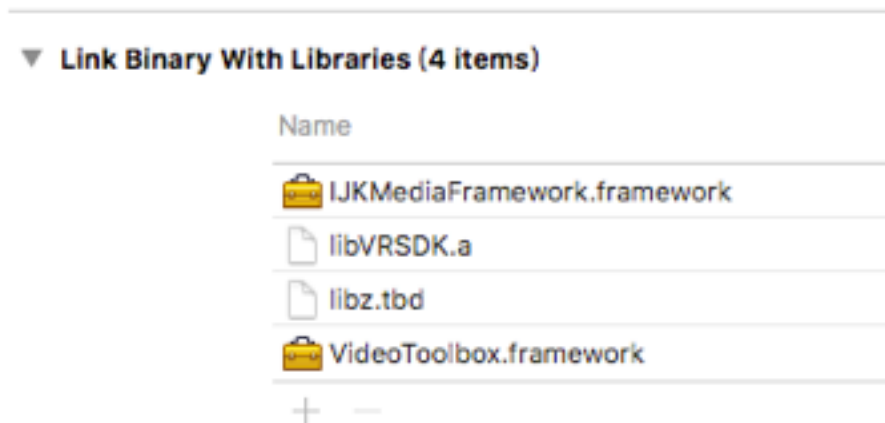 Link Binary With Libraries (4 items)
Name
IJKMediaFramework.framework
libVRSDK.a
libz.tbd
VideoToolbox.framework